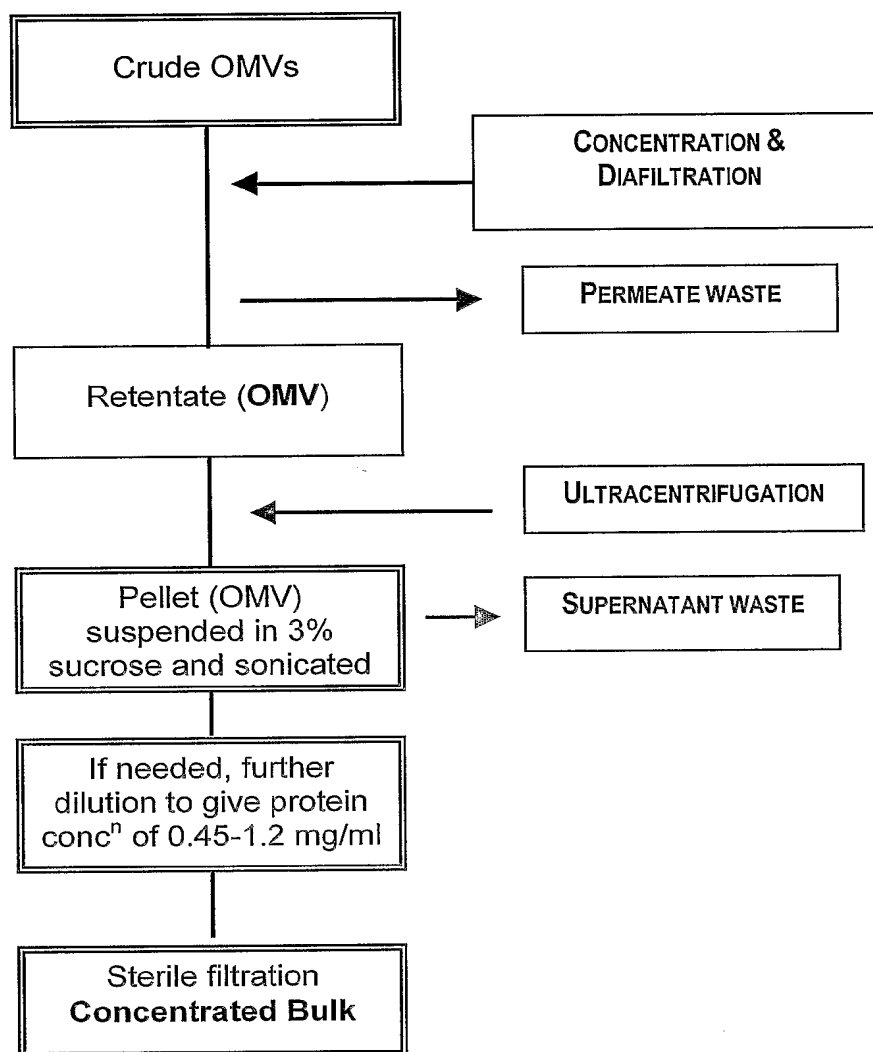 Crude OMVs
CONCENTRATION &
DIAFILTRATION
PERMEATE WASTE
Retentate (OMV)
ULTRACENTRIFUGATION
Pellet (OMV)
suspended in 3%
sucrose and sonicated
SUPERNATANT WASTE
If needed, further
dilution to give protein
concⁿ of 0.45-1.2 mg/ml
Sterile filtration
Concentrated Bulk